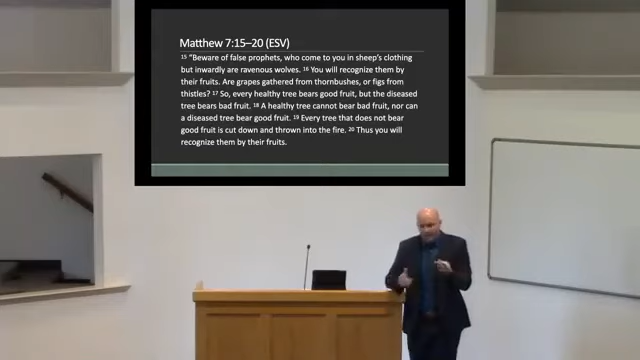 Matthew 7:15–20 (ESV)
15 "Beware of false prophets, who come to you in sheep's clothing
but inwardly are ravenous wolves. 16 You will recognize them by
their fruits. Are grapes gathered from thornbushes, or figs from
thistles? 17 So, every healthy tree bears good fruit, but the diseased
tree bears bad fruit. 18 A healthy tree cannot bear bad fruit, nor can
a diseased tree bear good fruit. 19 Every tree that does not bear
good fruit is cut down and thrown into the fire. 20 Thus you will
recognize them by their fruits.